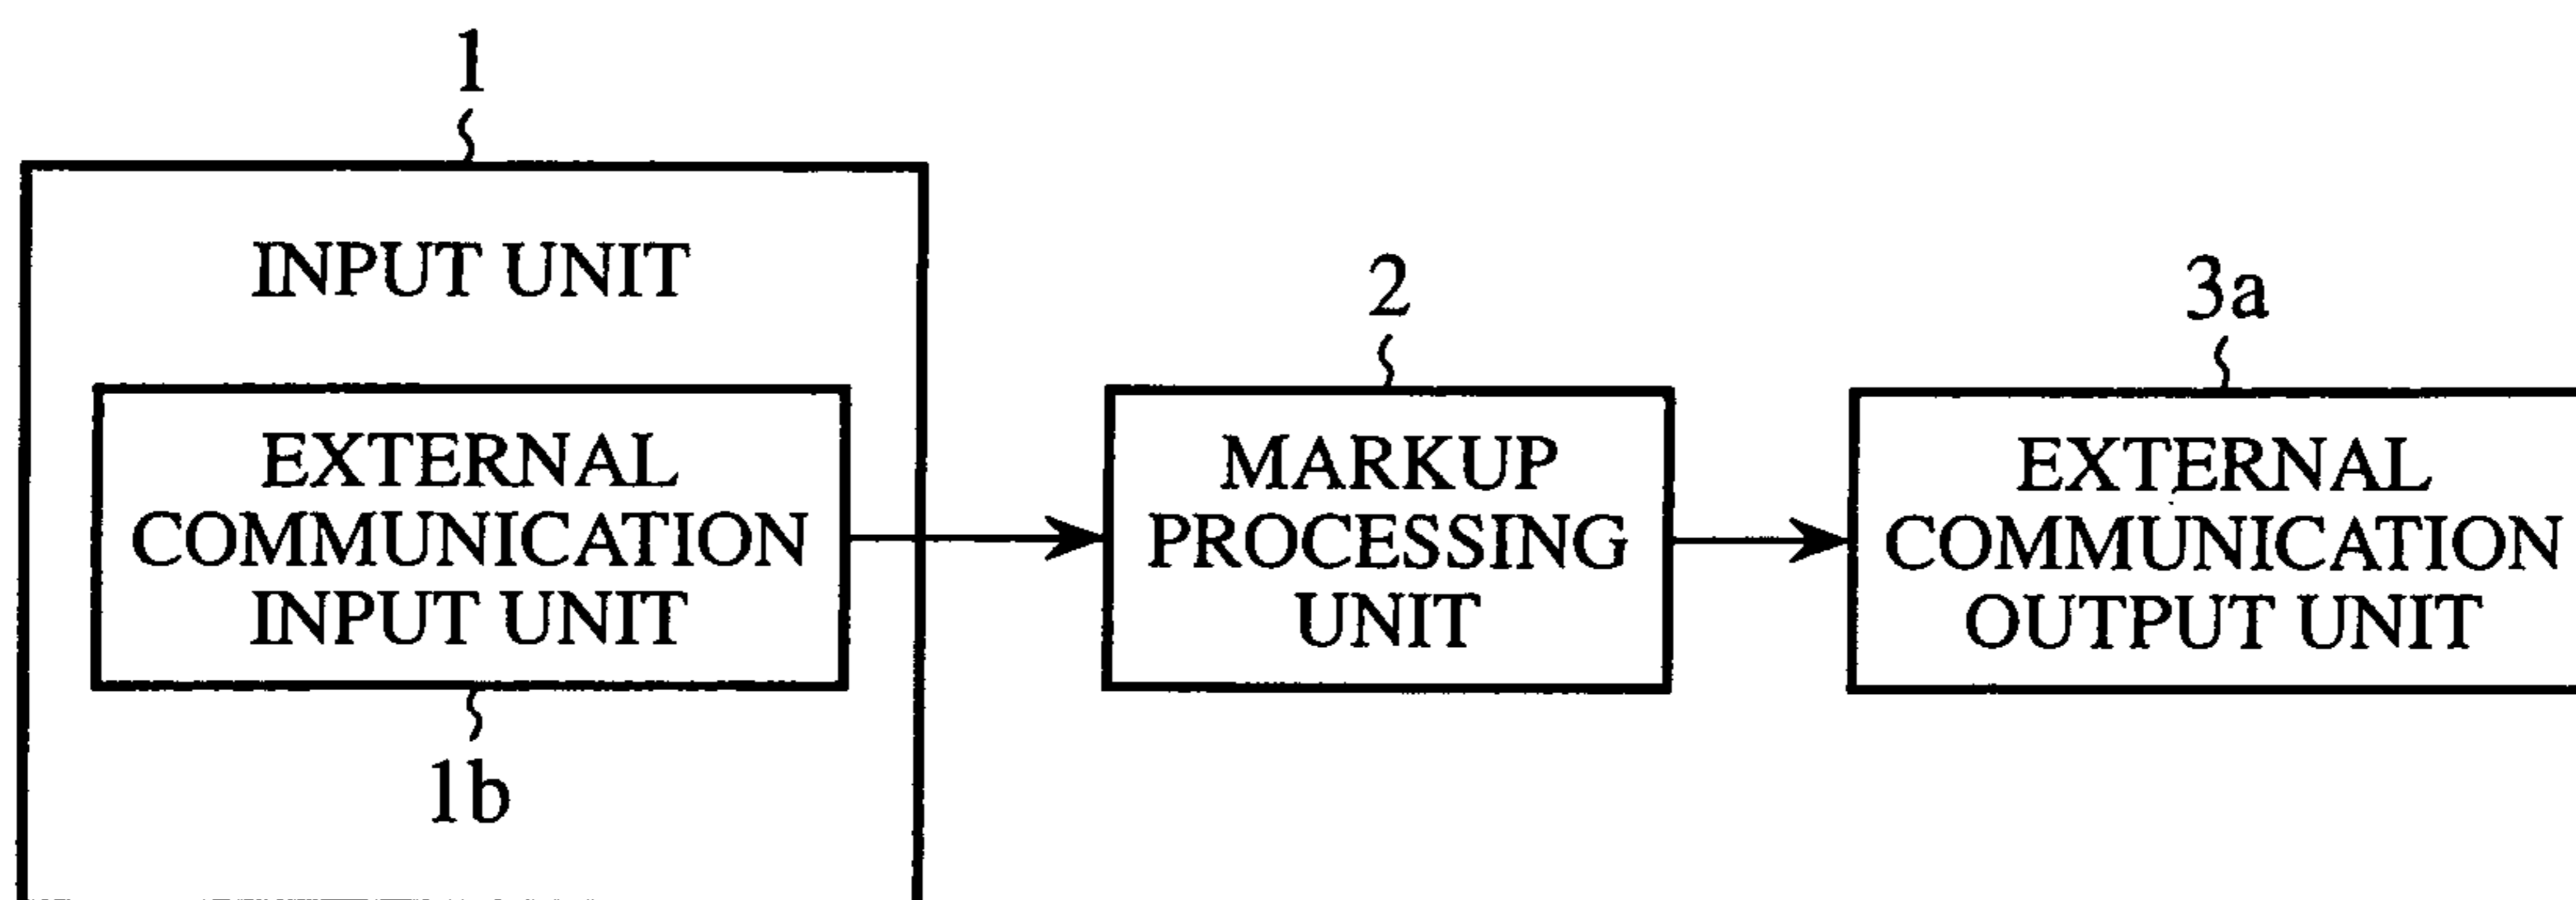 1
INPUT UNIT
EXTERNAL
COMMUNICATION
INPUT UNIT
1b
2
MARKUP
PROCESSING
UNIT
3a
EXTERNAL
COMMUNICATION
OUTPUT UNIT